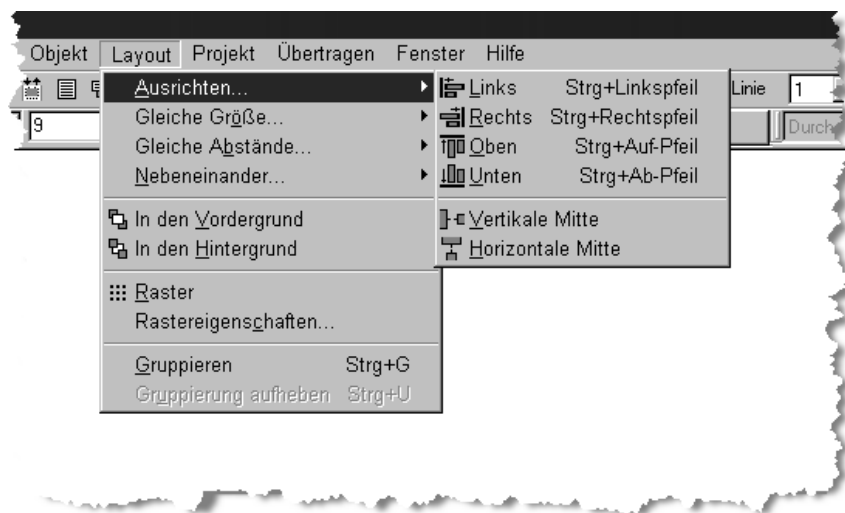 Objekt Layout Projekt Übertragen Fenster Hilfe
Linie 1
9
Durch
Ausrichten...
Gleiche Größe...
Gleiche Abstände...
Nebeneinander...
In den Vordergrund
In den Hintergrund
Raster
Rastereigenschaften...
Gruppieren Strg+G
Gruppierung aufheben Strg+U
Links Strg+Linkspfeil
Rechts Strg+Rechtspfeil
Oben Strg+Auf-Pfeil
Unten Strg+Ab-Pfeil
Vertikale Mitte
Horizontale Mitte